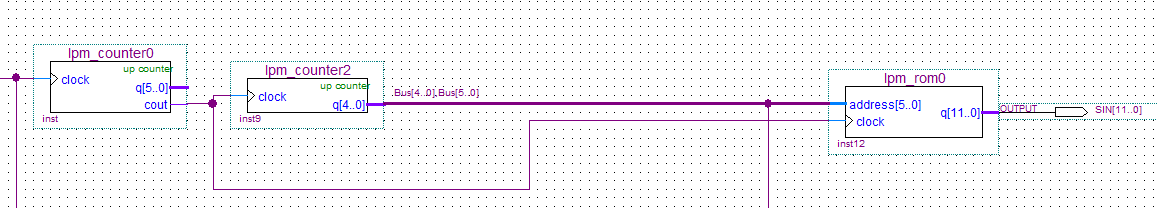 lpm_counter0
up counter
clock
q[5..0]
cout
inst
lpm_counter2
up counter
clock
q[4..0]
inst9
Bus[4..0],Bus[5..0]
lpm_rom0
address[5..0]
clock
q[11..0]
inst12
OUTPUT
SIN[11..0]